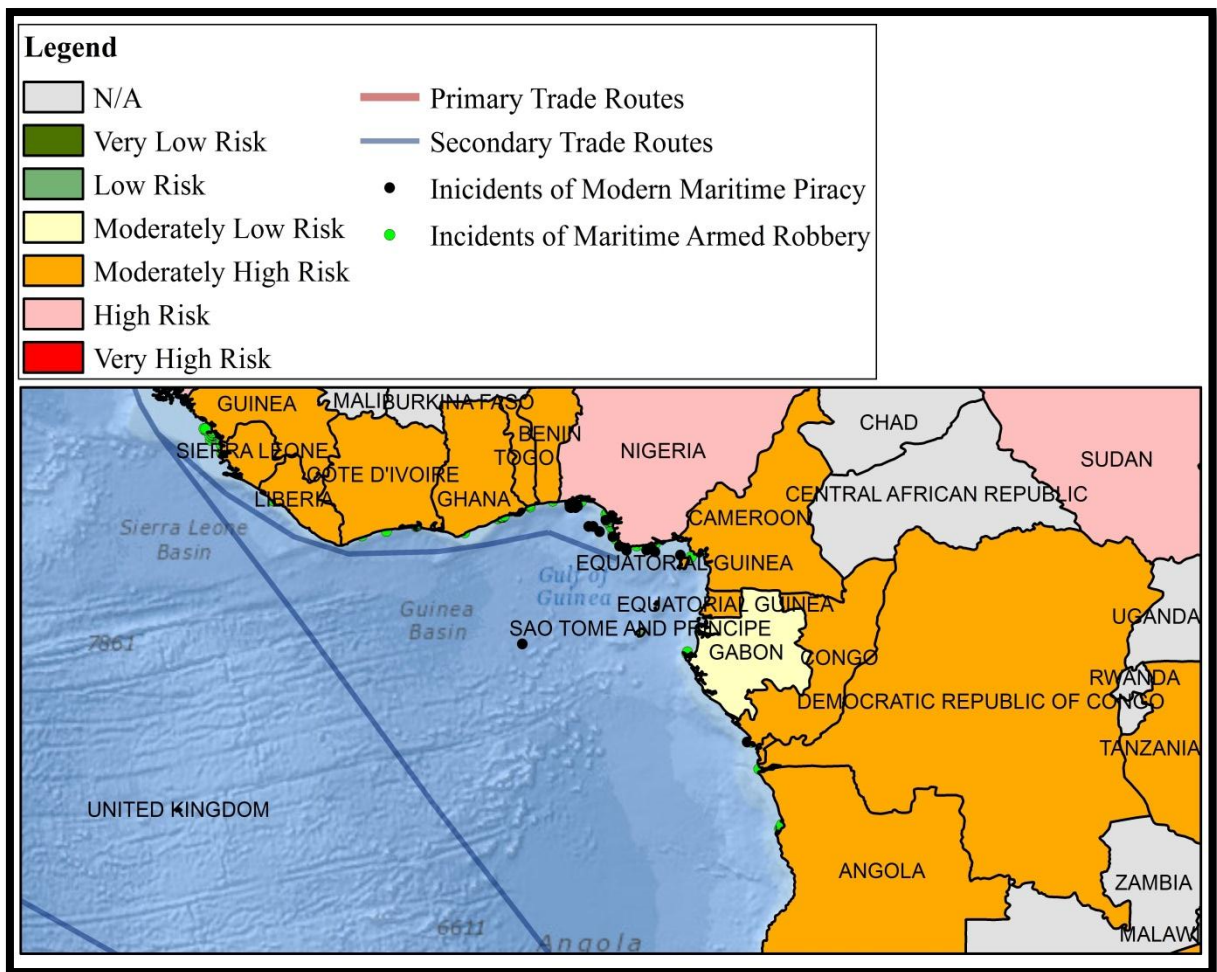 Legend
N/A
Very Low Risk
Low Risk
Moderately Low Risk
Moderately High Risk
High Risk
Very High Risk
Primary Trade Routes
Secondary Trade Routes
Inicidents of Modern Maritime Piracy
Incidents of Maritime Armed Robbery
GUINEA
MALI
BURKINA FASO
CHAD
BENIN
NIGERIA
SIERRA LEONE
TOGO
SUDAN
CÔTE D'IVOIRE
LIBERIA
GHANA
CENTRAL AFRICAN REPUBLIC
CAMEROON
Sierra Leone
Basin
EQUATORIAL GUINEA
Gulf of
Guinea
EQUATORIAL GUINEA
Guinea
Basin
UGANDA
SAO TOME AND PRINCIPE
7861
GABON
CONGO
RWANDA
DEMOCRATIC REPUBLIC OF CONGO
TANZANIA
UNITED KINGDOM
ANGOLA
ZAMBIA
6611
Angola
MALAW